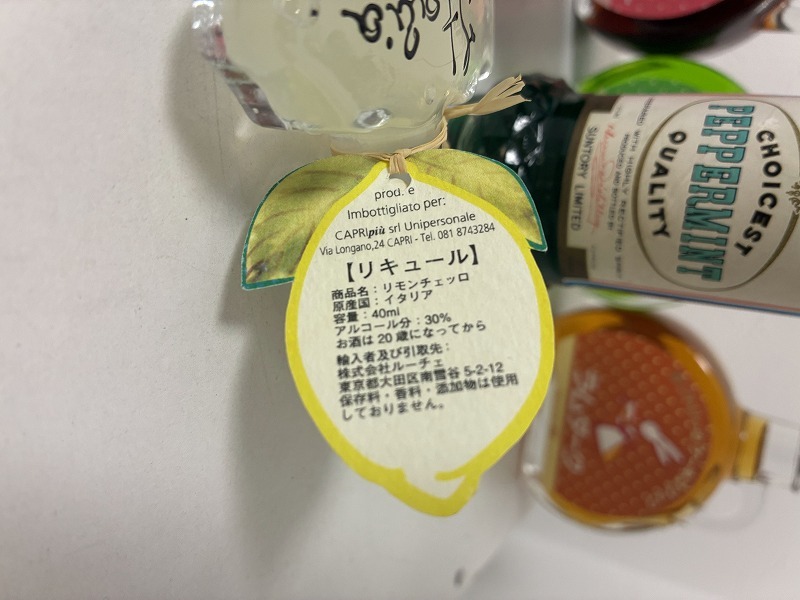 prod. e
Imbottigliato per:
CAPRIpiù srl Unipersonale
Via Longano,24 CAPRI - Tel. 081 8743284
【リキュール】
商品名：リモンチェッロ
原産国：イタリア
容量：40ml
アルコール分：30%
お酒は20歳になってから
輸入者及び引取先：
株式会社ルーチェ
東京都大田区南雪谷 5-2-12
保存料・香料・添加物は使用
しておりません。
CHOICEST
PEPPERMINT
QUALITY
SUNTORY LIMITED